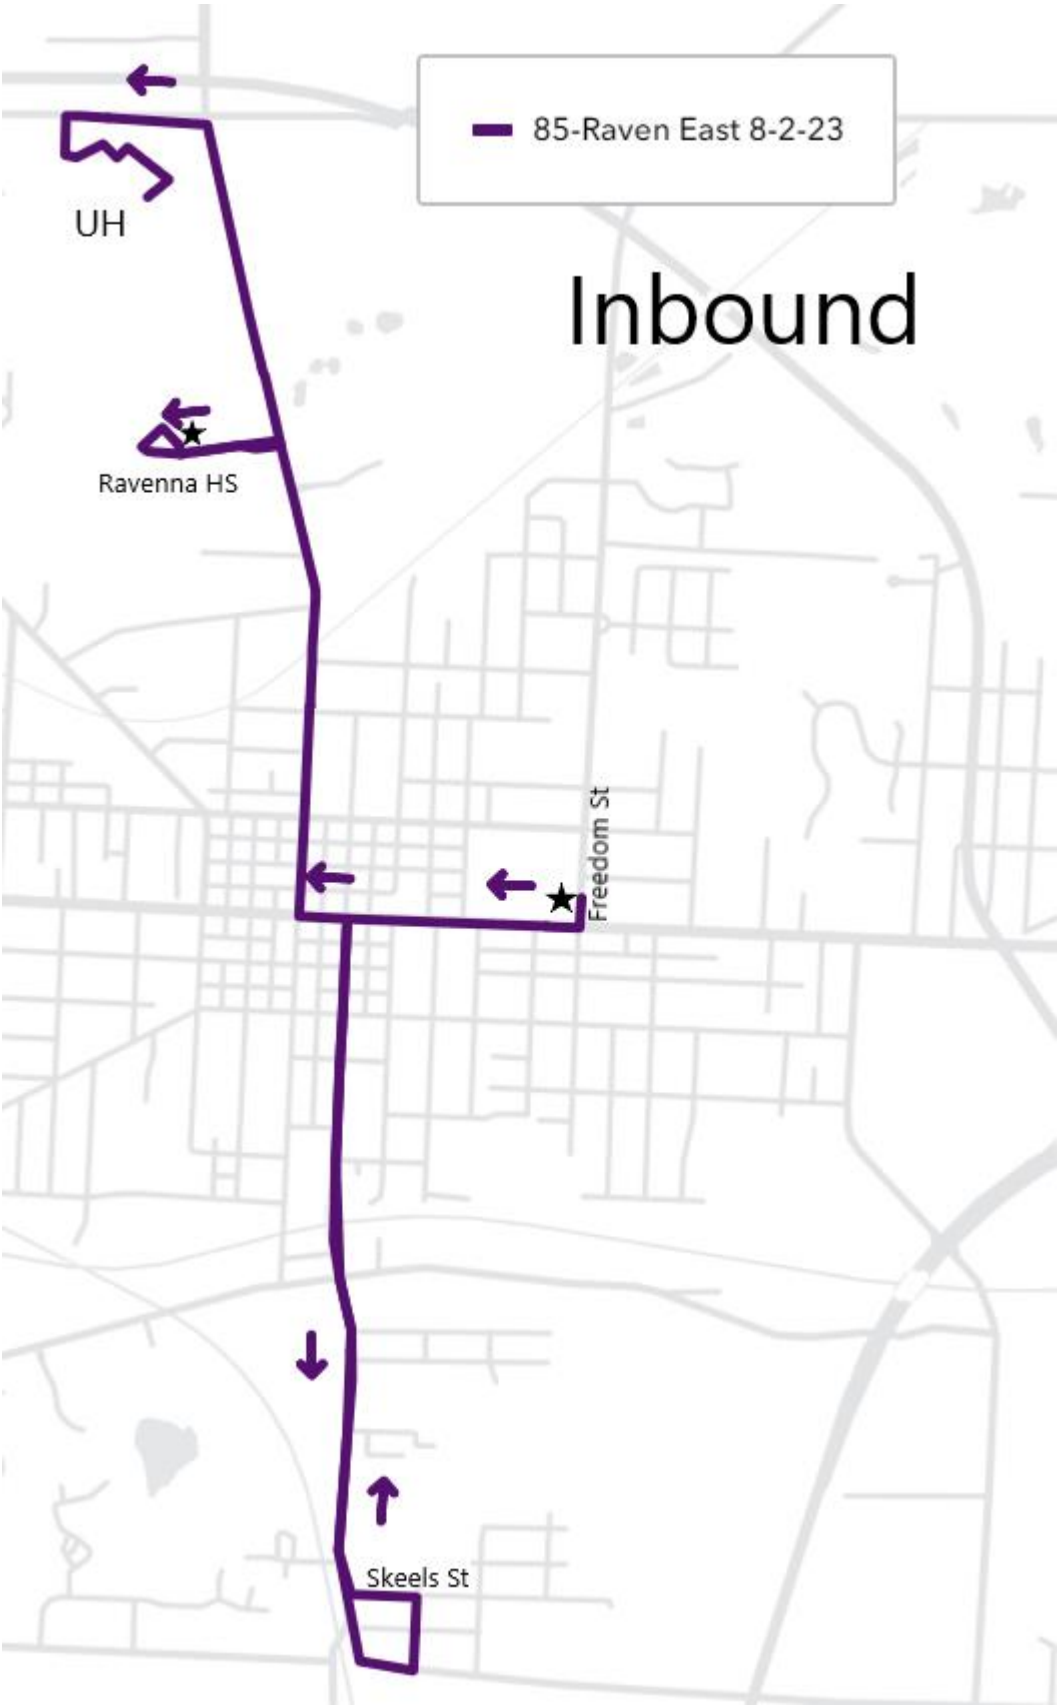 85-Raven East 8-2-23
UH
Inbound
Ravenna HS
Freedom St
Skeels St